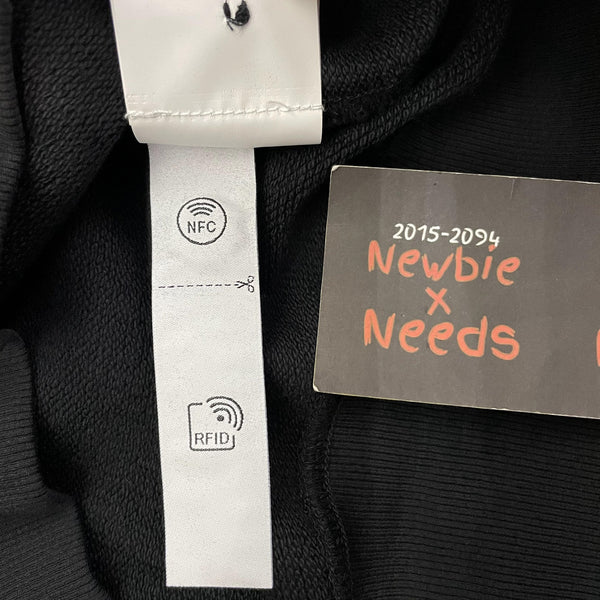 NFC
RFID
2015-2094
Newbie
x
Needs